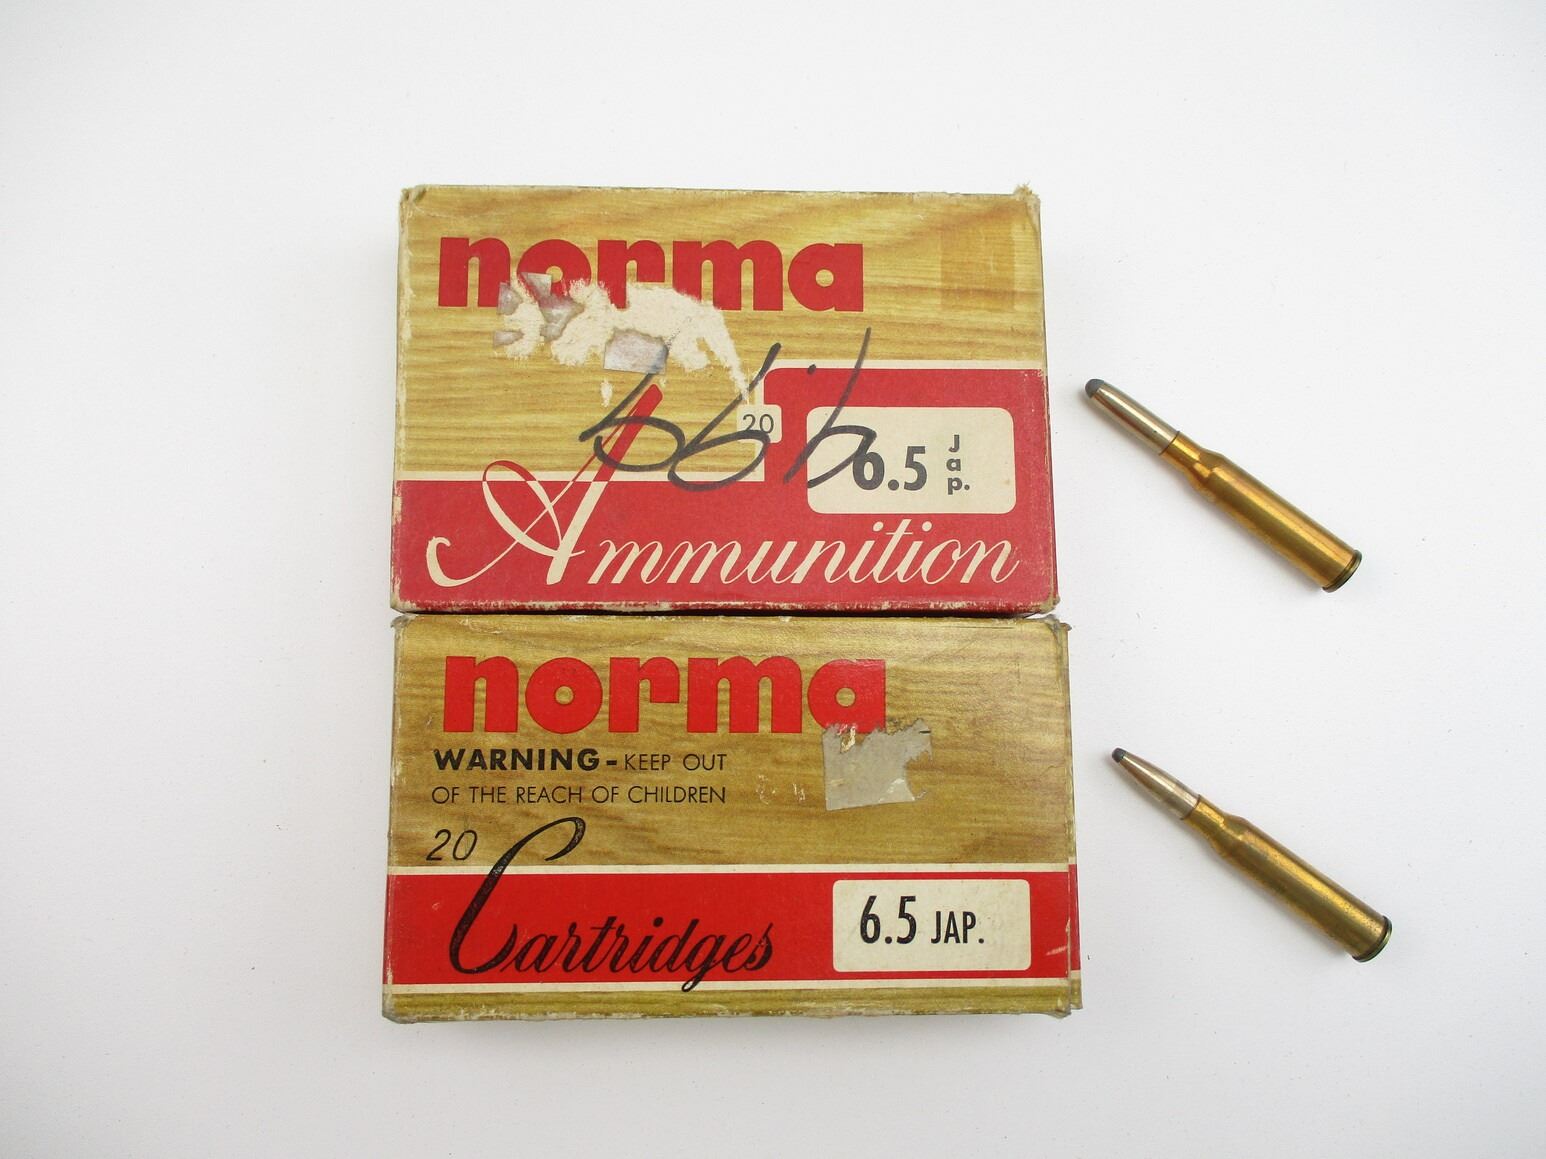 norma
20
6.5 Jap.
Ammunition
norma
WARNING-KEEP OUT
OF THE REACH OF CHILDREN
20
Cartridges
6.5 JAP.